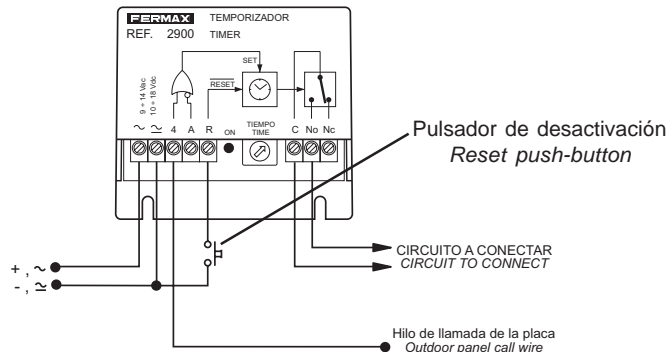 FERMAX TEMPORIZADOR
REF. 2900 TIMER
SET
RESET
9 ÷ 14 Vac
10 ÷ 18 Vdc
TIEMPO
TIME
~ ≃ 4 A R ON C No Nc
Pulsador de desactivación
Reset push-button
CIRCUITO A CONECTAR
CIRCUIT TO CONNECT
+ , ~
- , ≃
Hilo de llamada de la placa
Outdoor panel call wire